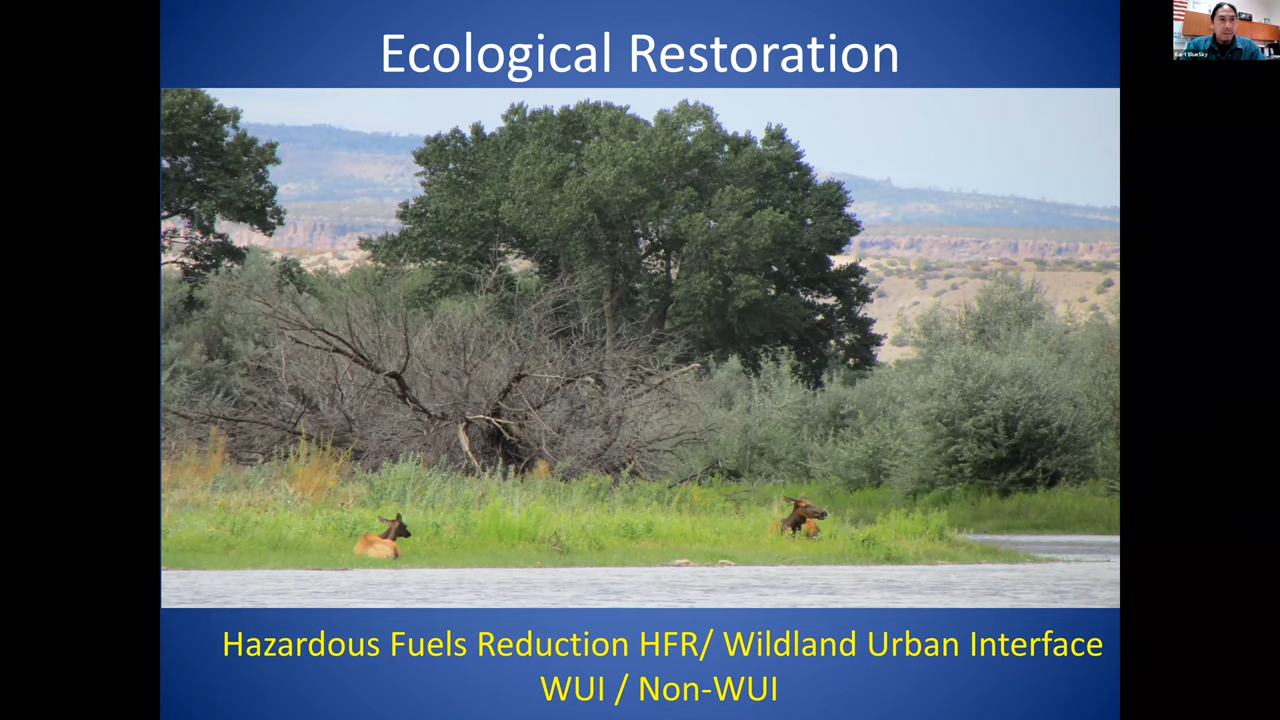 Ecological Restoration
Hazardous Fuels Reduction HFR/ Wildland Urban Interface
WUI / Non-WUI